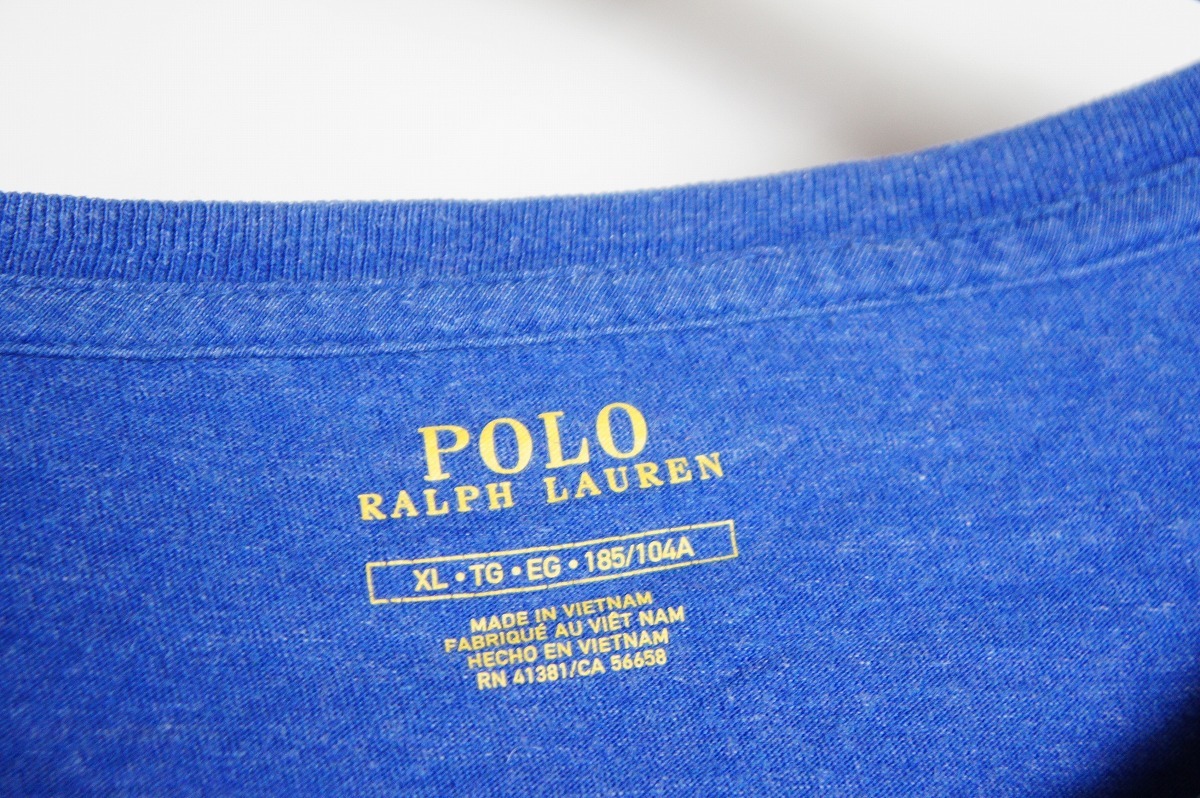 POLO
RALPH LAUREN
XL • TG • EG • 185/104A
MADE IN VIETNAM
FABRIQUÉ AU VIÊT NAM
HECHO EN VIETNAM
RN 41381/CA 56658